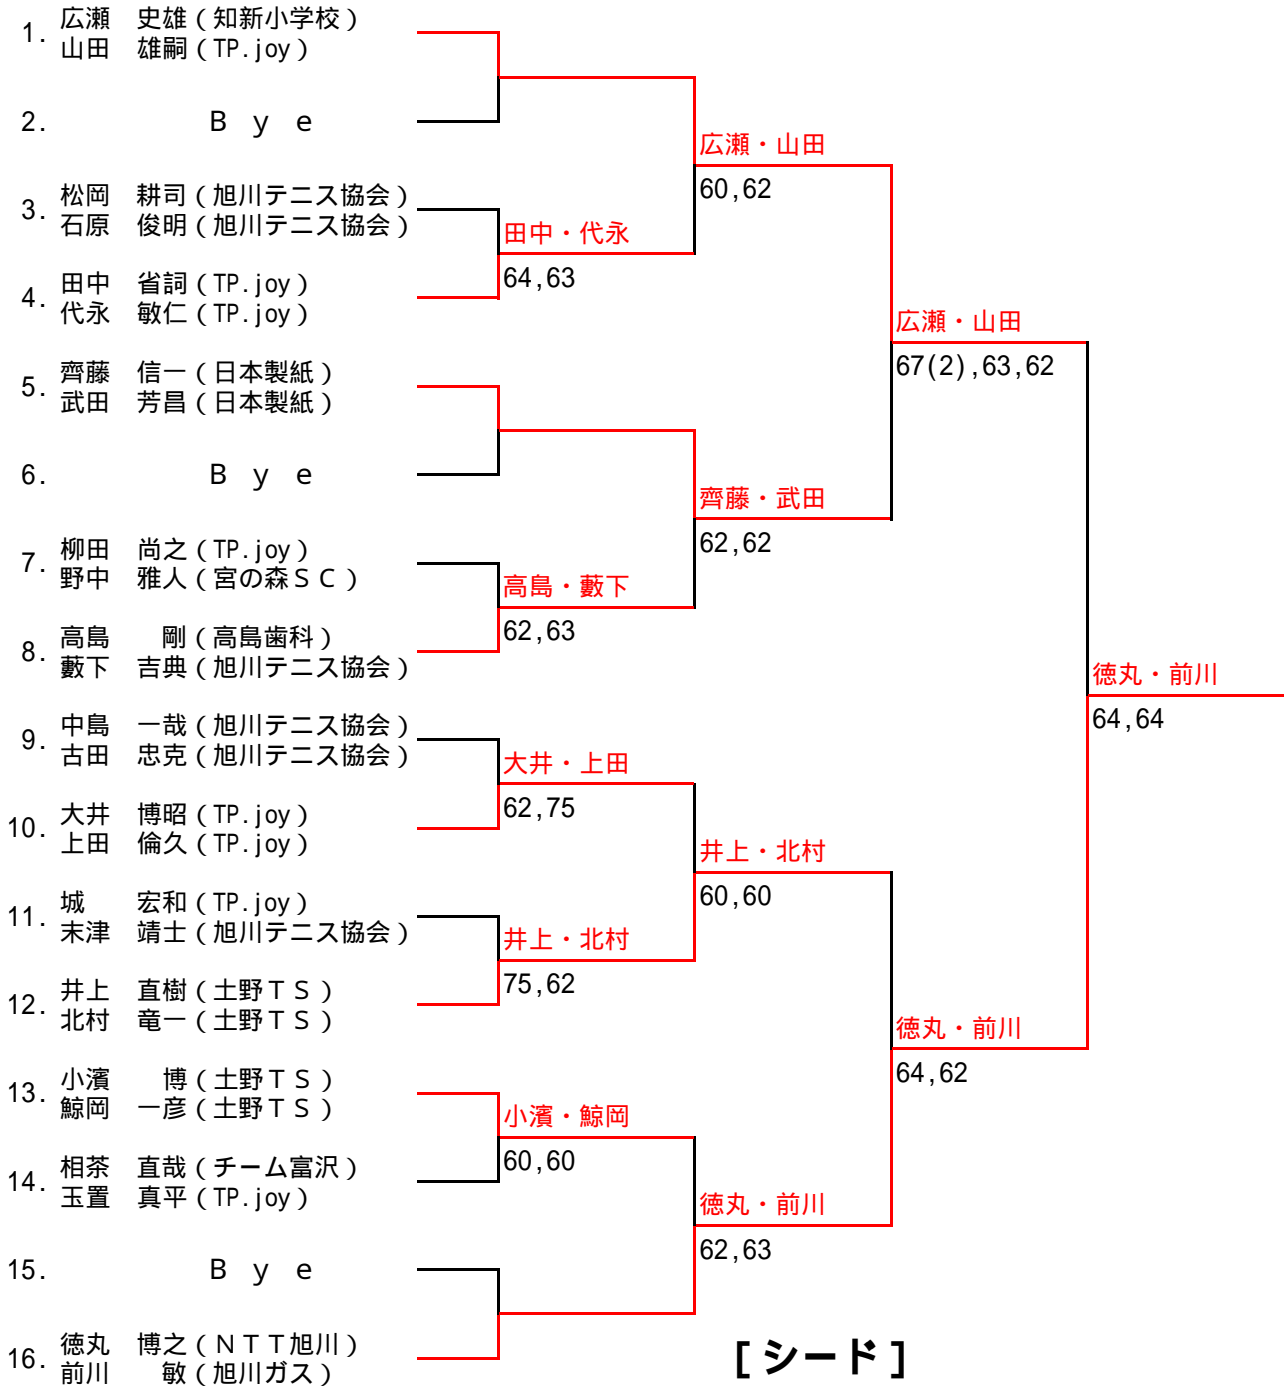 1. 広瀬　史雄(知新小学校)
山田　雄嗣(TP.joy)
2. Ｂｙｅ
3. 松岡　耕司(旭川テニス協会)
石原　俊明(旭川テニス協会)
4. 田中　省詞(TP.joy)
代永　敏仁(TP.joy)
5. 齊藤　信一(日本製紙)
武田　芳昌(日本製紙)
6. Ｂｙｅ
7. 柳田　尚之(TP.joy)
野中　雅人(宮の森ＳＣ)
8. 高島　　剛(高島歯科)
藪下　吉典(旭川テニス協会)
9. 中島　一哉(旭川テニス協会)
古田　忠克(旭川テニス協会)
10. 大井　博昭(TP.joy)
上田　倫久(TP.joy)
11. 城　　宏和(TP.joy)
末津　靖士(旭川テニス協会)
12. 井上　直樹(土野ＴＳ)
北村　竜一(土野ＴＳ)
13. 小濱　　博(土野ＴＳ)
鯨岡　一彦(土野ＴＳ)
14. 相茶　直哉(チーム富沢)
玉置　真平(TP.joy)
15. Ｂｙｅ
16. 徳丸　博之(ＮＴＴ旭川)
前川　　敏(旭川ガス)
田中・代永
64,63
高島・藪下
62,63
大井・上田
62,75
井上・北村
75,62
小濱・鯨岡
60,60
広瀬・山田
60,62
齊藤・武田
62,62
井上・北村
60,60
徳丸・前川
62,63
広瀬・山田
67(2),63,62
徳丸・前川
64,62
徳丸・前川
64,64
[シード]